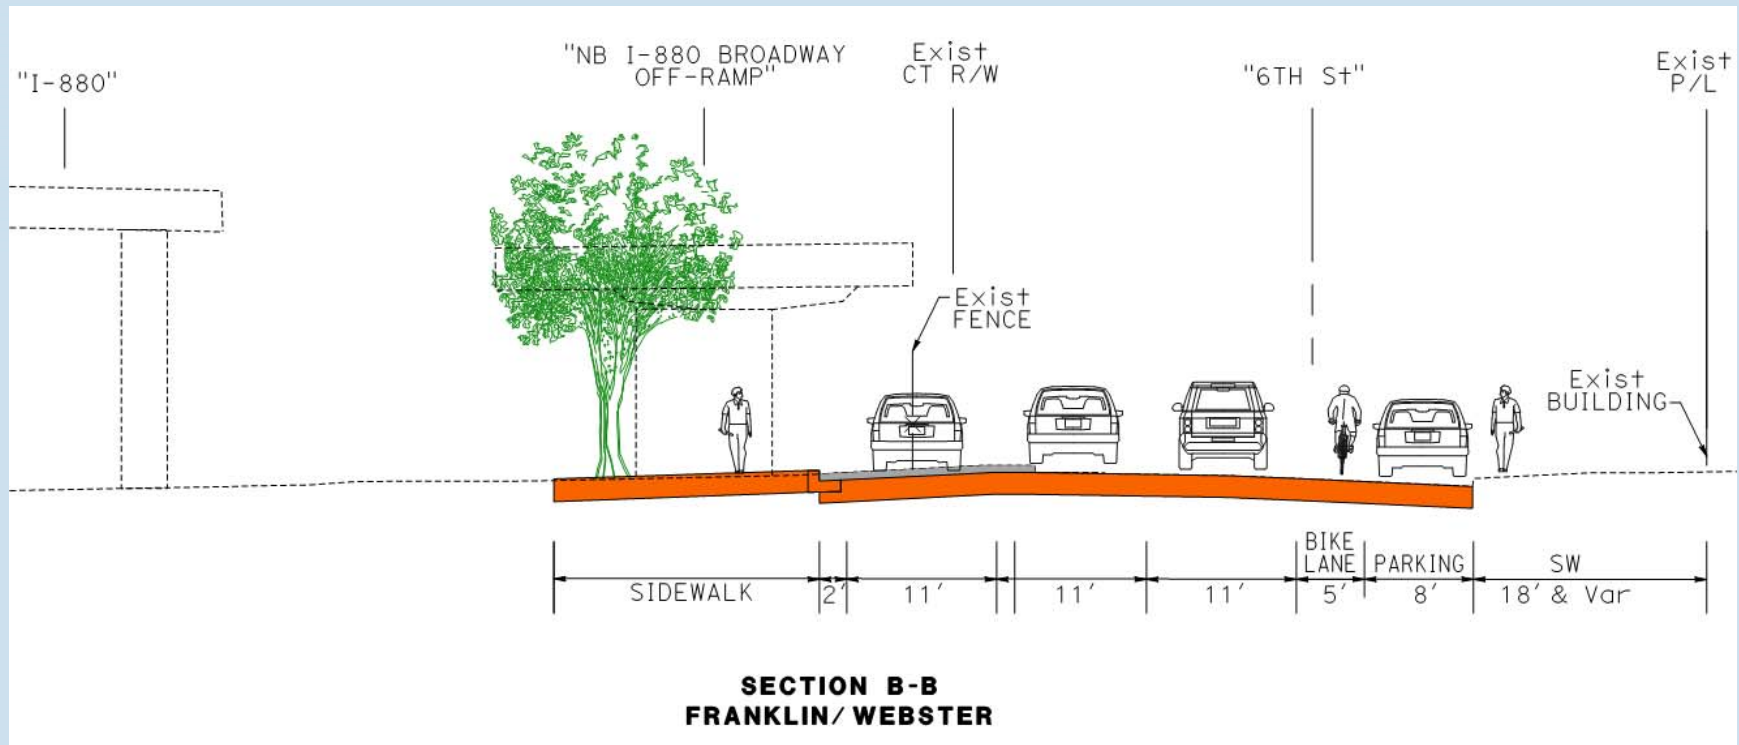 "I-880"
"NB I-880 BROADWAY
OFF-RAMP"
Exist
CT R/W
"6TH St"
Exist
P/L
Exist
FENCE
Exist
BUILDING
SIDEWALK
2'
11'
11'
11'
BIKE
LANE
5'
PARKING
8'
SW
18' & Var
SECTION B-B
FRANKLIN/WEBSTER